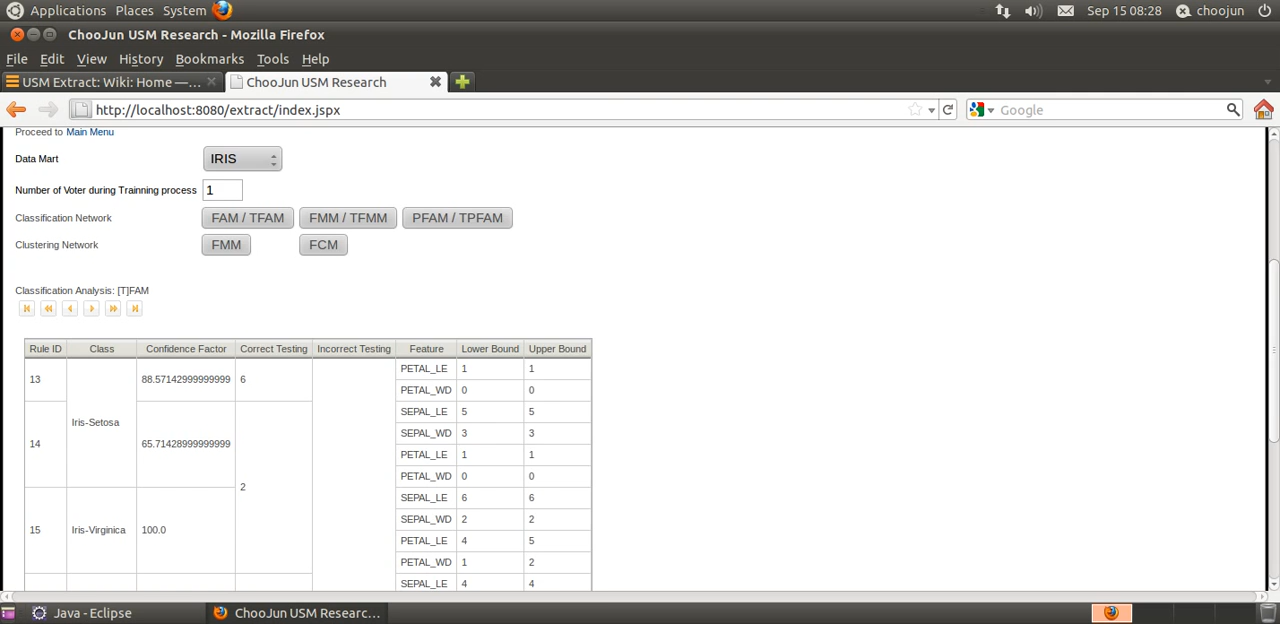 Applications Places System Sep 15 08:28 choojun
ChooJun USM Research - Mozilla Firefox
File Edit View History Bookmarks Tools Help
USM Extract: Wiki: Home —... ChooJun USM Research
http://localhost:8080/extract/index.jspx Google
Proceed to Main Menu
Data Mart IRIS
Number of Voter during Trainning process 1
Classification Network FAM / TFAM FMM / TFMM PFAM / TPFAM
Clustering Network FMM FCM
Classification Analysis: [T]FAM
Rule ID Class Confidence Factor Correct Testing Incorrect Testing Feature Lower Bound Upper Bound
PETAL_LE 1 1
13 88.57142999999999 6
PETAL_WD 0 0
SEPAL_LE 5 5
Iris-Setosa
SEPAL_WD 3 3
14 65.71428999999999
PETAL_LE 1 1
PETAL_WD 0 0
2
SEPAL_LE 6 6
SEPAL_WD 2 2
15 Iris-Virginica 100.0
PETAL_LE 4 5
PETAL_WD 1 2
SEPAL_LE 4 4
Java - Eclipse ChooJun USM Researc...